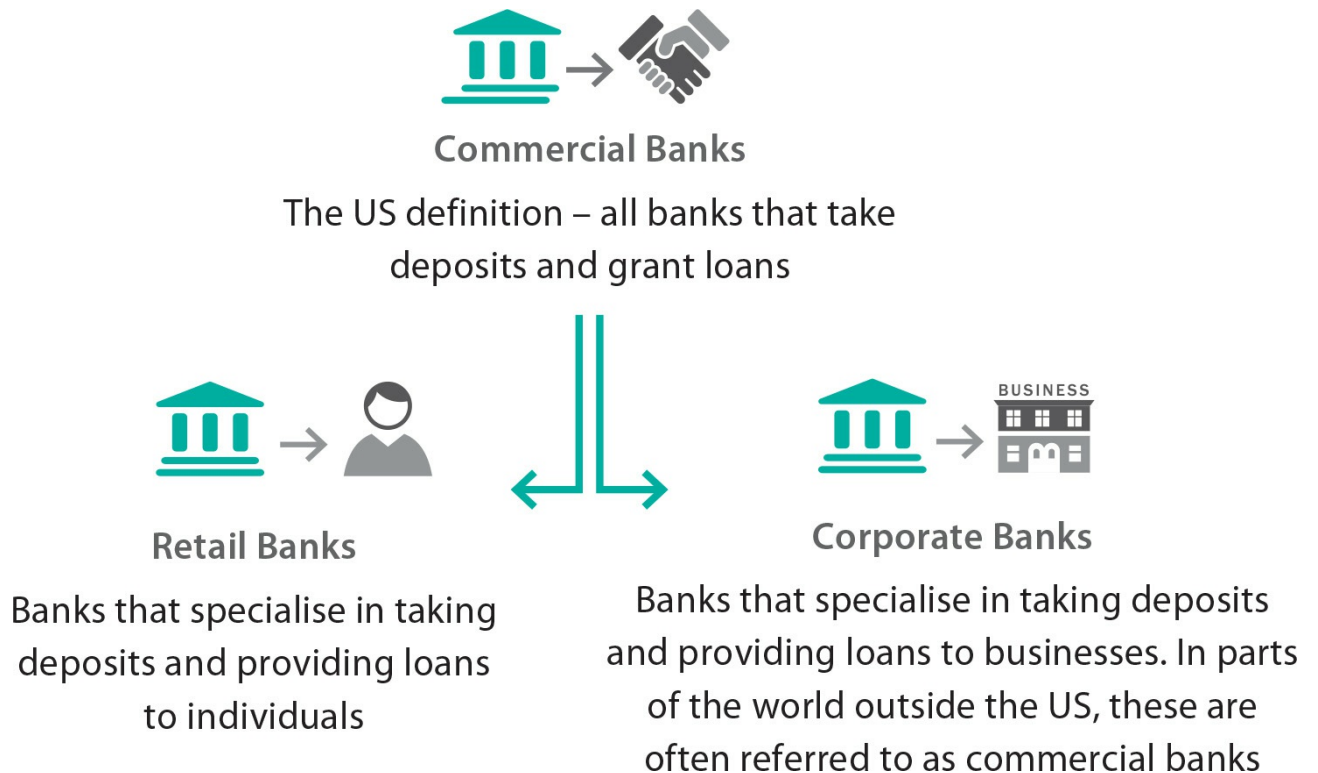 Commercial Banks
The US definition – all banks that take
deposits and grant loans
Retail Banks
Banks that specialise in taking
deposits and providing loans
to individuals
BUSINESS
Corporate Banks
Banks that specialise in taking deposits
and providing loans to businesses. In parts
of the world outside the US, these are
often referred to as commercial banks